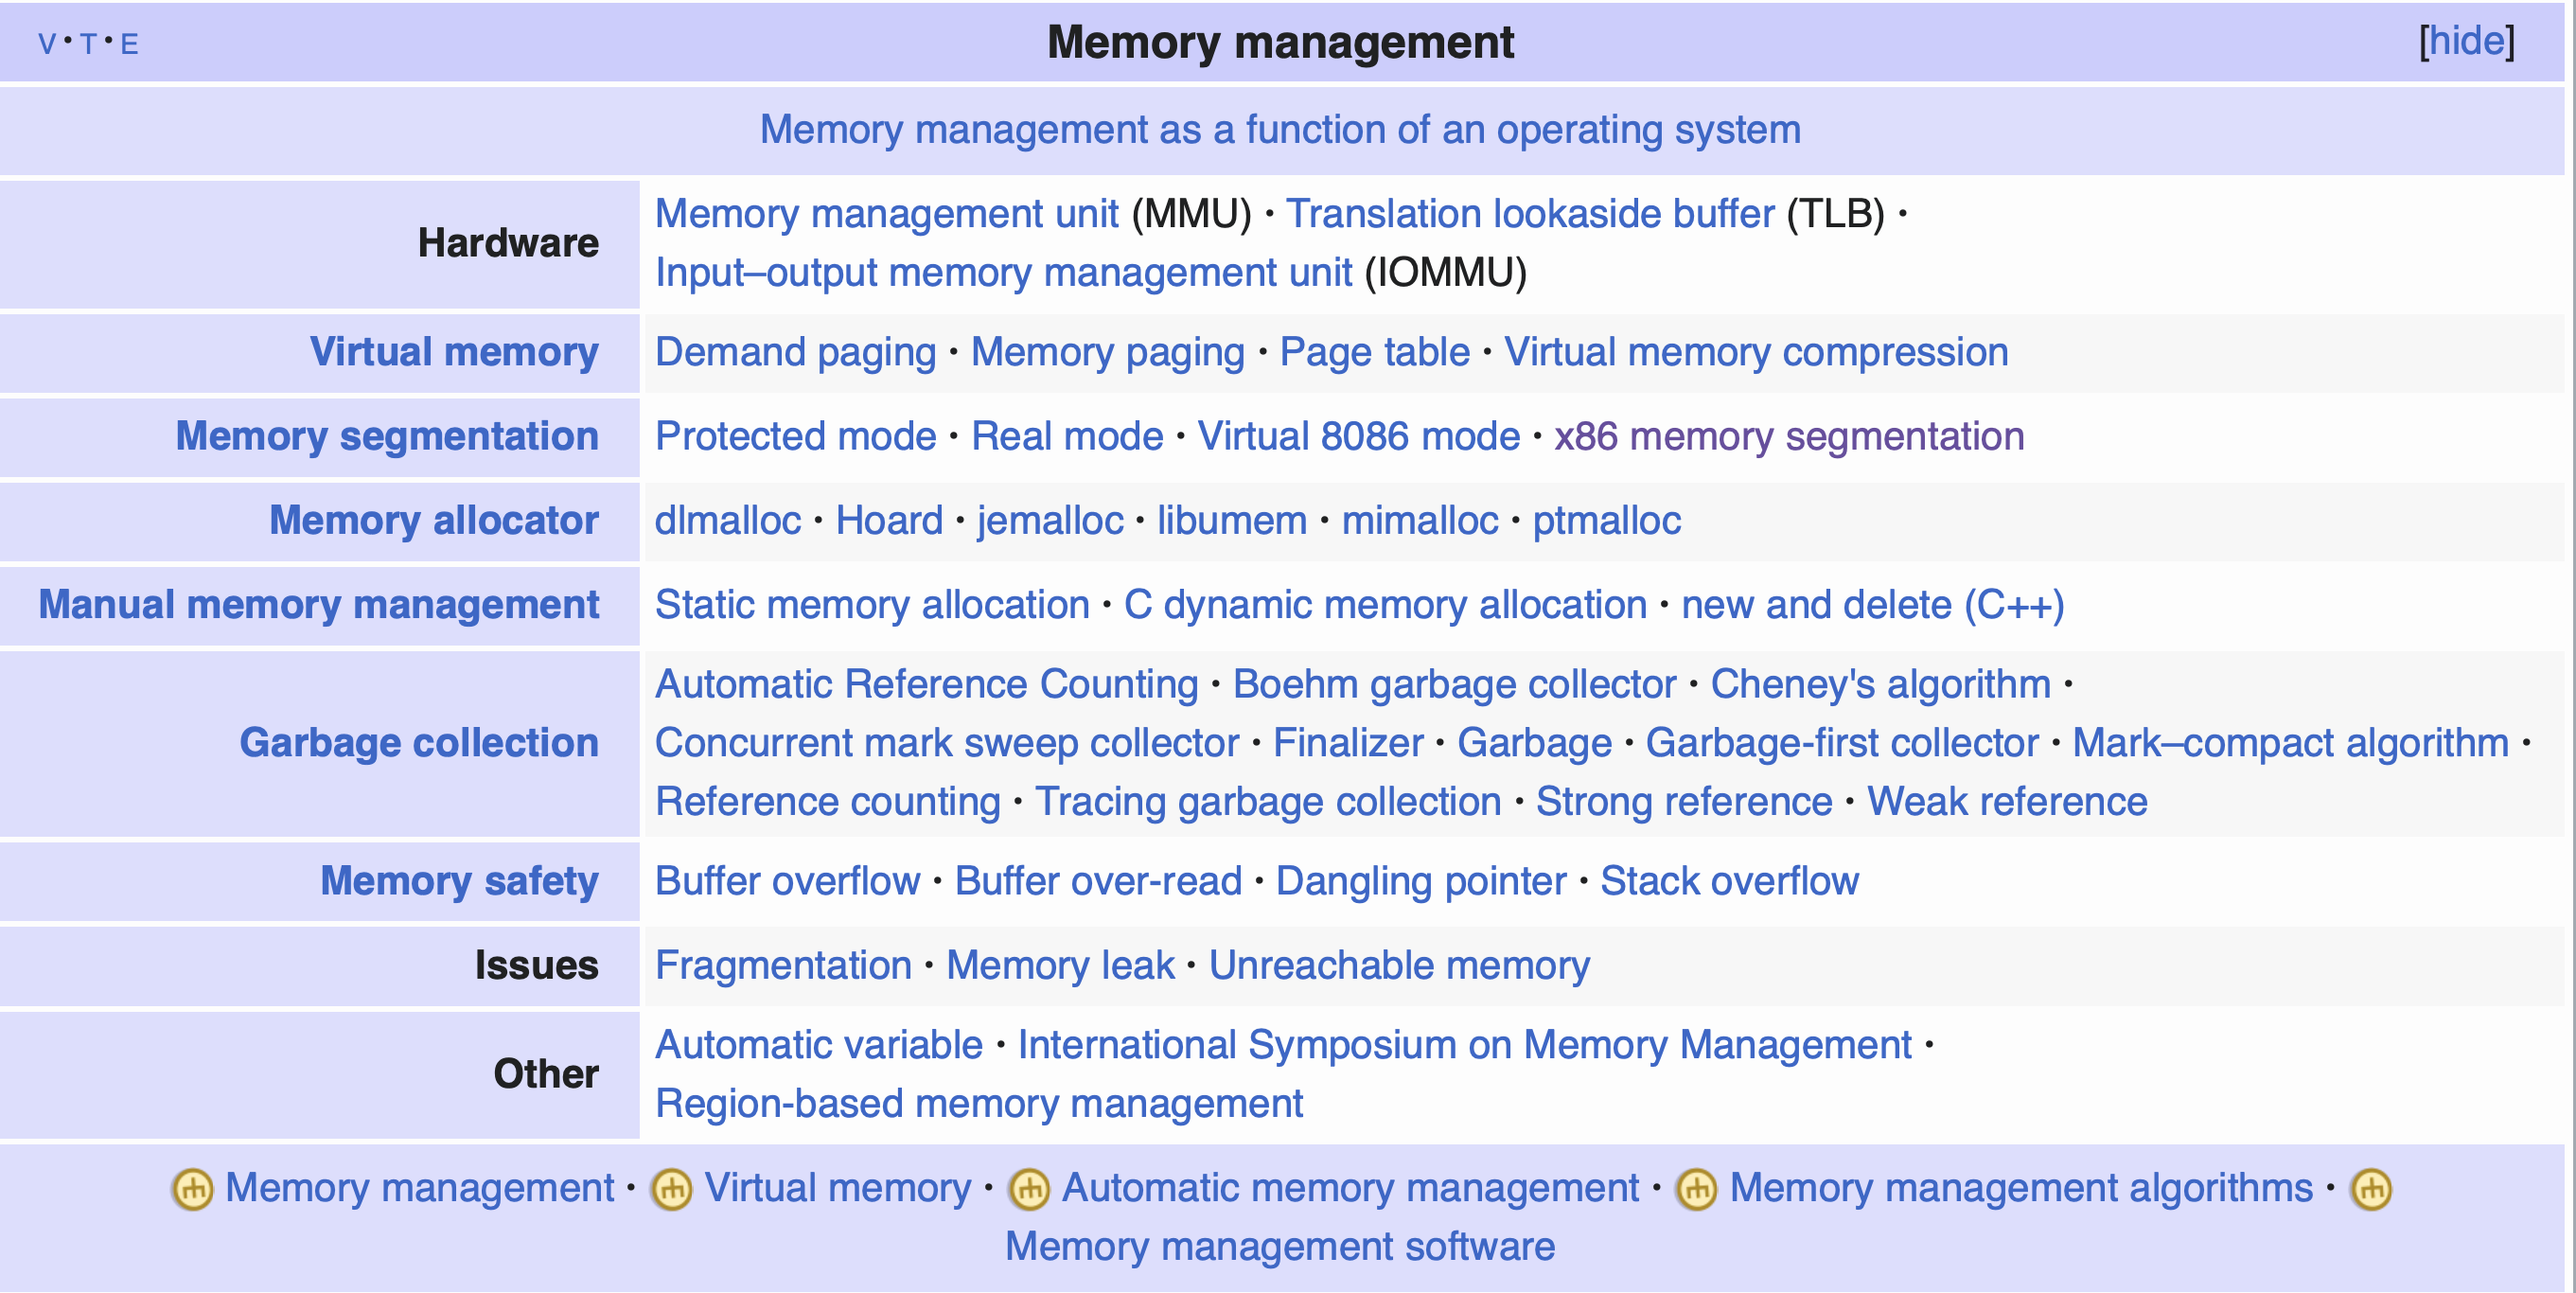 V · T · E Memory management [hide]
Memory management as a function of an operating system
Hardware
Memory management unit (MMU) · Translation lookaside buffer (TLB) ·
Input–output memory management unit (IOMMU)
Virtual memory Demand paging · Memory paging · Page table · Virtual memory compression
Memory segmentation Protected mode · Real mode · Virtual 8086 mode · x86 memory segmentation
Memory allocator dlmalloc · Hoard · jemalloc · libumem · mimalloc · ptmalloc
Manual memory management Static memory allocation · C dynamic memory allocation · new and delete (C++)
Garbage collection
Automatic Reference Counting · Boehm garbage collector · Cheney's algorithm ·
Concurrent mark sweep collector · Finalizer · Garbage · Garbage-first collector · Mark–compact algorithm ·
Reference counting · Tracing garbage collection · Strong reference · Weak reference
Memory safety Buffer overflow · Buffer over-read · Dangling pointer · Stack overflow
Issues Fragmentation · Memory leak · Unreachable memory
Other
Automatic variable · International Symposium on Memory Management ·
Region-based memory management
Memory management · Virtual memory · Automatic memory management · Memory management algorithms ·
Memory management software